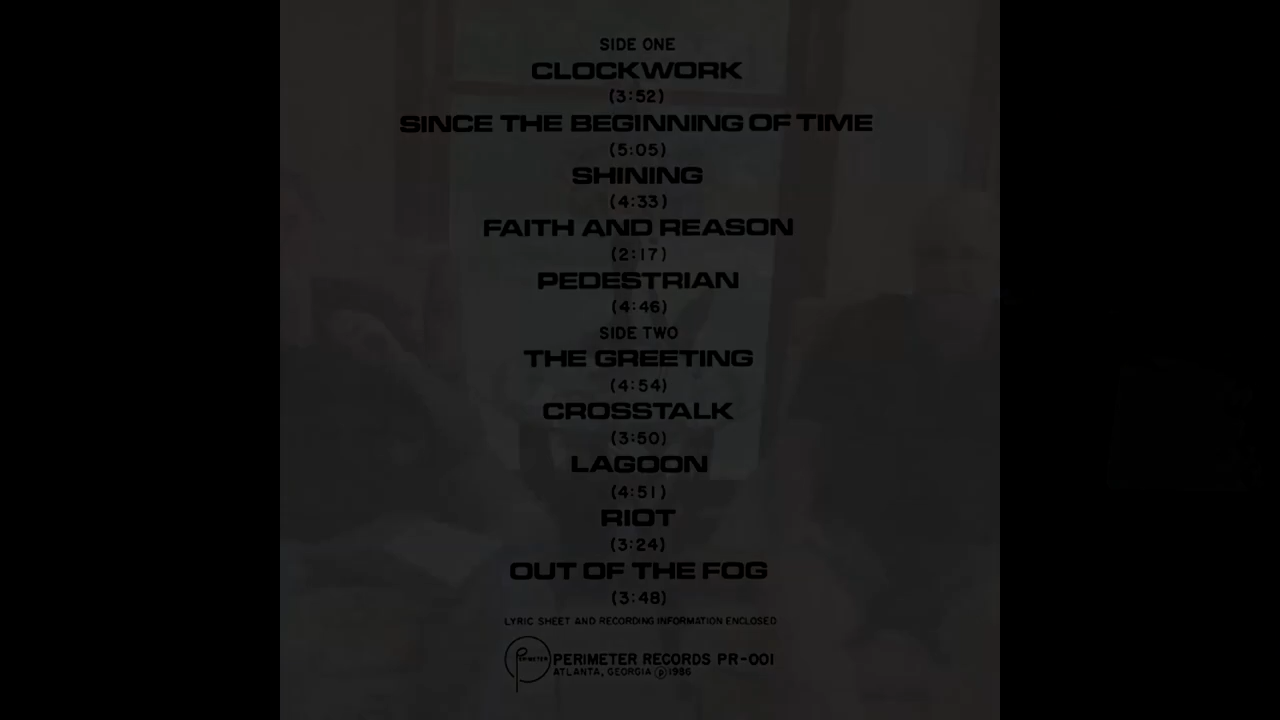 SIDE ONE
CLOCKWORK
(3:52)
SINCE THE BEGINNING OF TIME
(5:05)
SHINING
(4:33)
FAITH AND REASON
(2:17)
PEDESTRIAN
(4:46)
SIDE TWO
THE GREETING
(4:54)
CROSSTALK
(3:50)
LAGOON
(4:51)
RIOT
(3:24)
OUT OF THE FOG
(3:48)
LYRIC SHEET AND RECORDING INFORMATION ENCLOSED
PERIMETER
PERIMETER RECORDS PR-001
ATLANTA, GEORGIA ℗1986